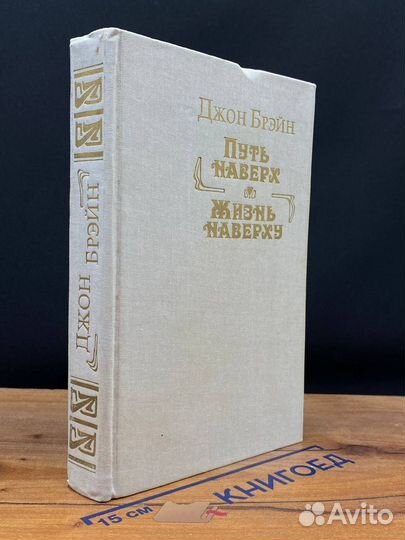 Джон Брэйн
Путь
наверх
Жизнь
наверху
Джон Брэйн
15 см
КНИГОЕД
Avito